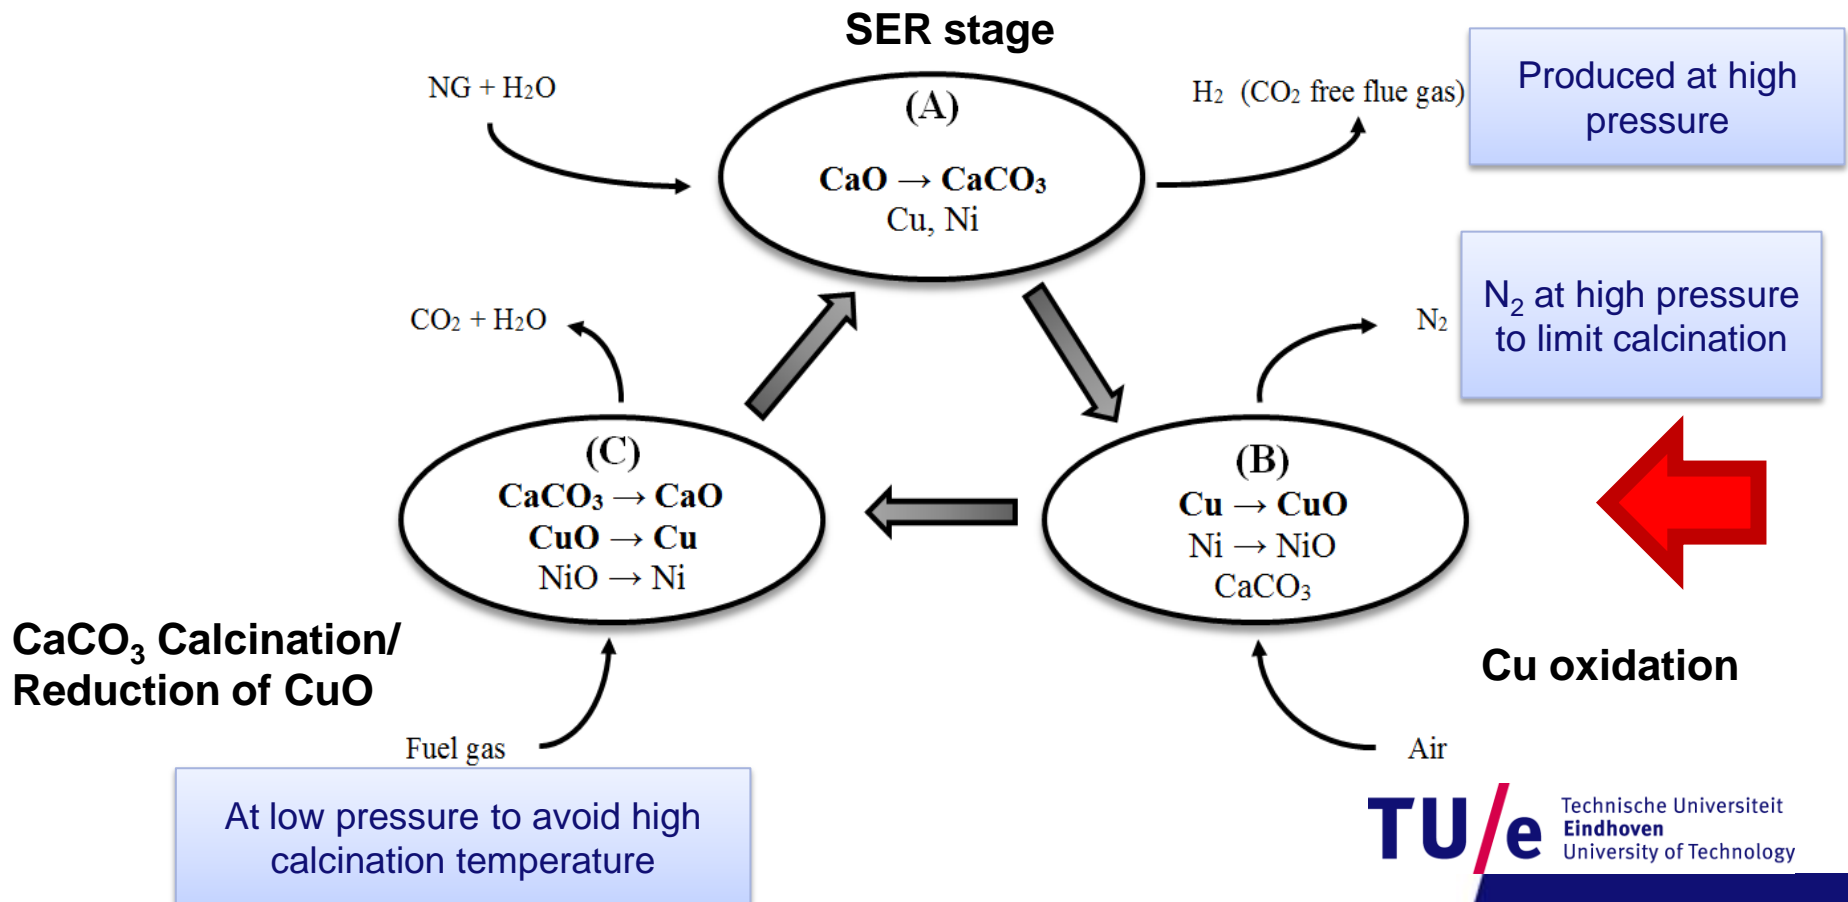 SER stage
NG + H₂O
(A)
CaO → CaCO₃
Cu, Ni
H₂ (CO₂ free flue gas)
Produced at high
pressure
CO₂ + H₂O
N₂
N₂ at high pressure
to limit calcination
(C)
CaCO₃ → CaO
CuO → Cu
NiO → Ni
(B)
Cu → CuO
Ni → NiO
CaCO₃
CaCO₃ Calcination/
Reduction of CuO
Cu oxidation
Fuel gas
Air
At low pressure to avoid high
calcination temperature
TU/e
Technische Universiteit
Eindhoven
University of Technology